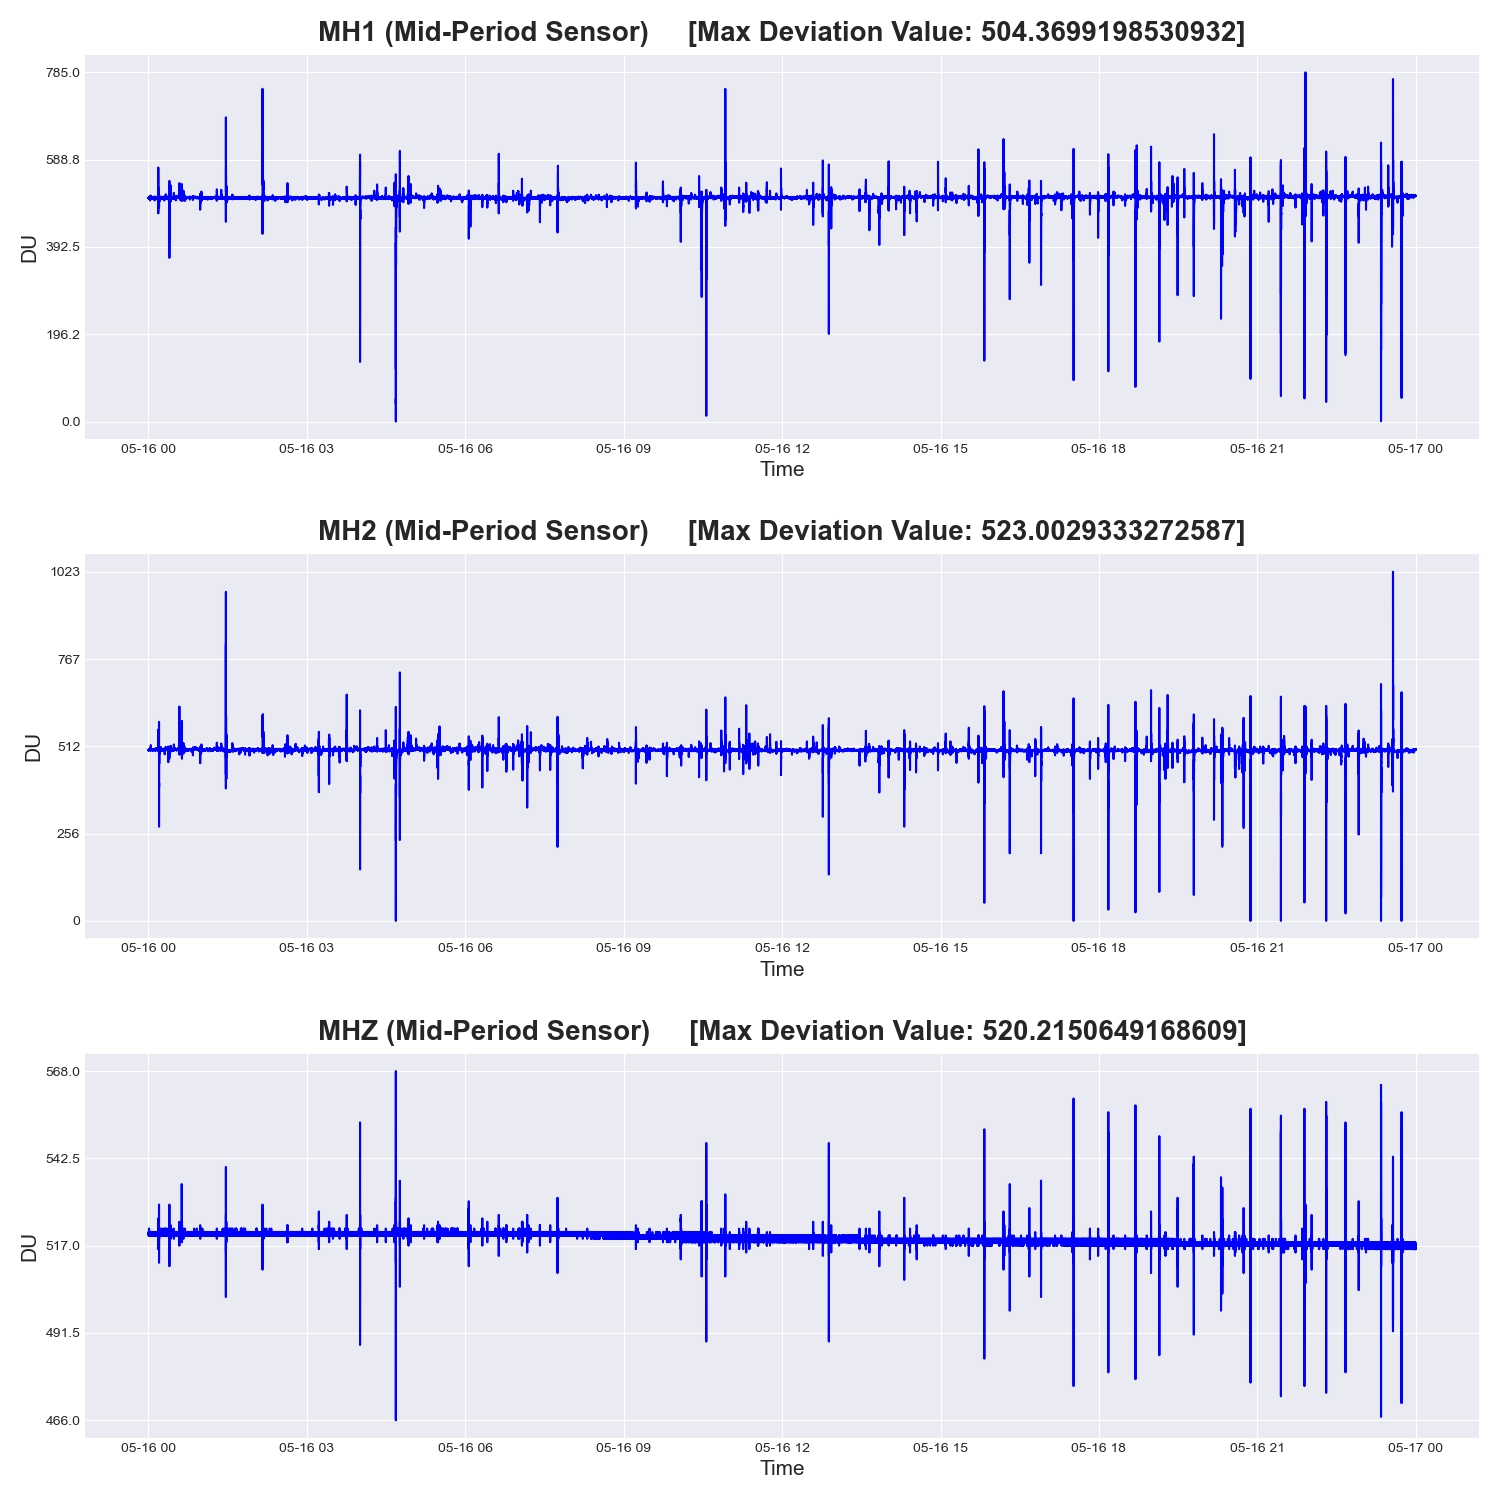 MH1 (Mid-Period Sensor) [Max Deviation Value: 504.3699198530932]
785.0
588.8
392.5
196.2
0.0
DU
05-16 00 05-16 03 05-16 06 05-16 09 05-16 12 05-16 15 05-16 18 05-16 21 05-17 00
Time
MH2 (Mid-Period Sensor) [Max Deviation Value: 523.0029333272587]
1023
767
512
256
0
DU
05-16 00 05-16 03 05-16 06 05-16 09 05-16 12 05-16 15 05-16 18 05-16 21 05-17 00
Time
MHZ (Mid-Period Sensor) [Max Deviation Value: 520.2150649168609]
568.0
542.5
517.0
491.5
466.0
DU
05-16 00 05-16 03 05-16 06 05-16 09 05-16 12 05-16 15 05-16 18 05-16 21 05-17 00
Time